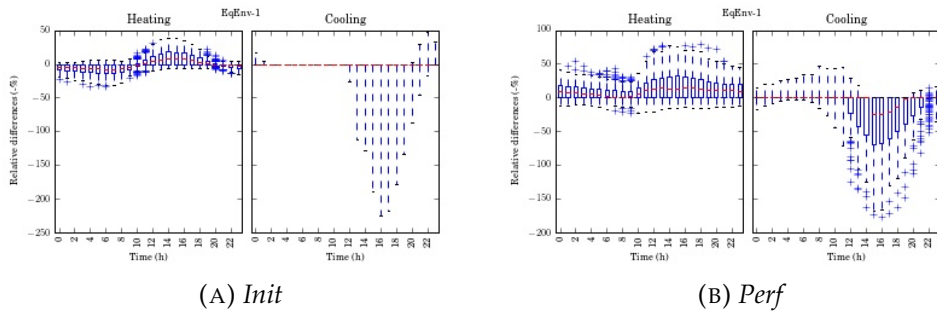 EqEnv-1
Heating Cooling
50
0
−50
−100
−150
−200
−250
Relative differences (-%)
0 2 4 6 8 10 12 14 16 18 20 22
0 2 4 6 8 10 12 14 16 18 20 22
Time (h) Time (h)
(A) Init
EqEnv-1
Heating Cooling
100
50
0
−50
−100
−150
−200
Relative differences (-%)
0 2 4 6 8 10 12 14 16 18 20 22
0 2 4 6 8 10 12 14 16 18 20 22
Time (h) Time (h)
(B) Perf